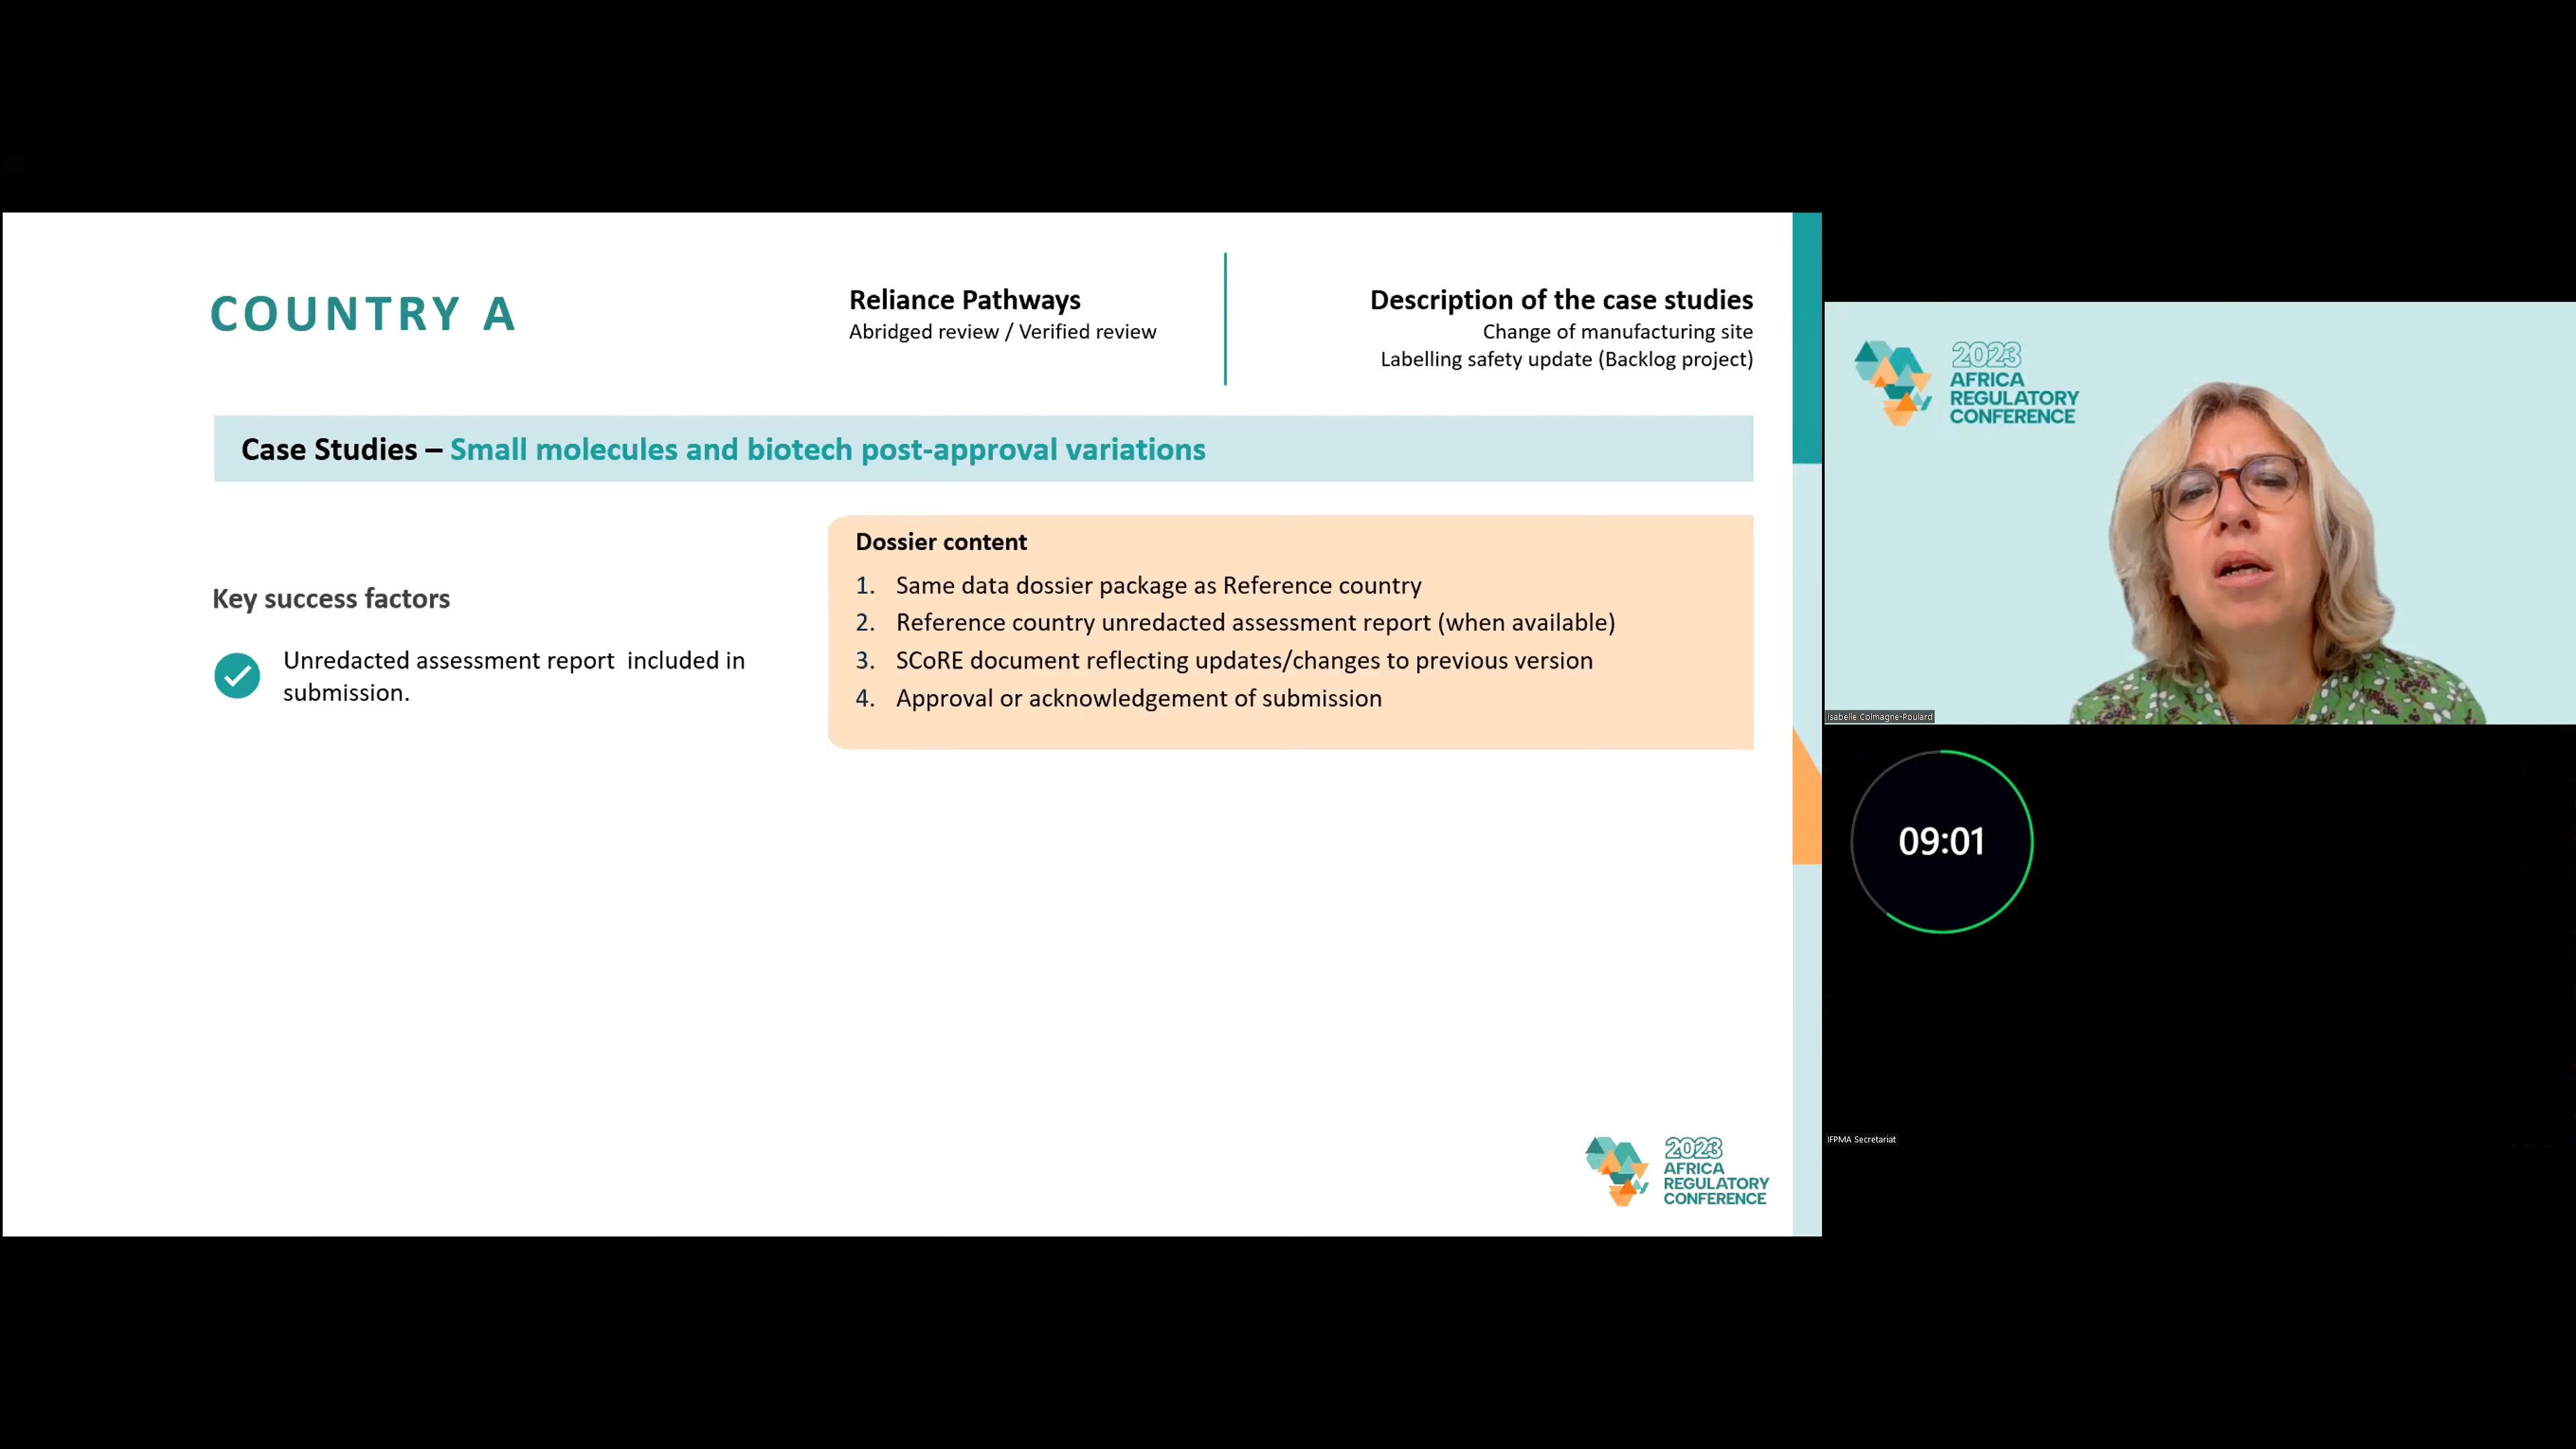 COUNTRY A
Reliance Pathways
Abridged review / Verified review
Description of the case studies
Change of manufacturing site
Labelling safety update (Backlog project)
Case Studies – Small molecules and biotech post-approval variations
Key success factors
Unredacted assessment report  included in
submission.
Dossier content
1. Same data dossier package as Reference country
2. Reference country unredacted assessment report (when available)
3. SCoRE document reflecting updates/changes to previous version
4. Approval or acknowledgement of submission
2023
AFRICA
REGULATORY
CONFERENCE
2023
AFRICA
REGULATORY
CONFERENCE
Isabelle Colmagne-Poulard
09:01
IFPMA Secretariat